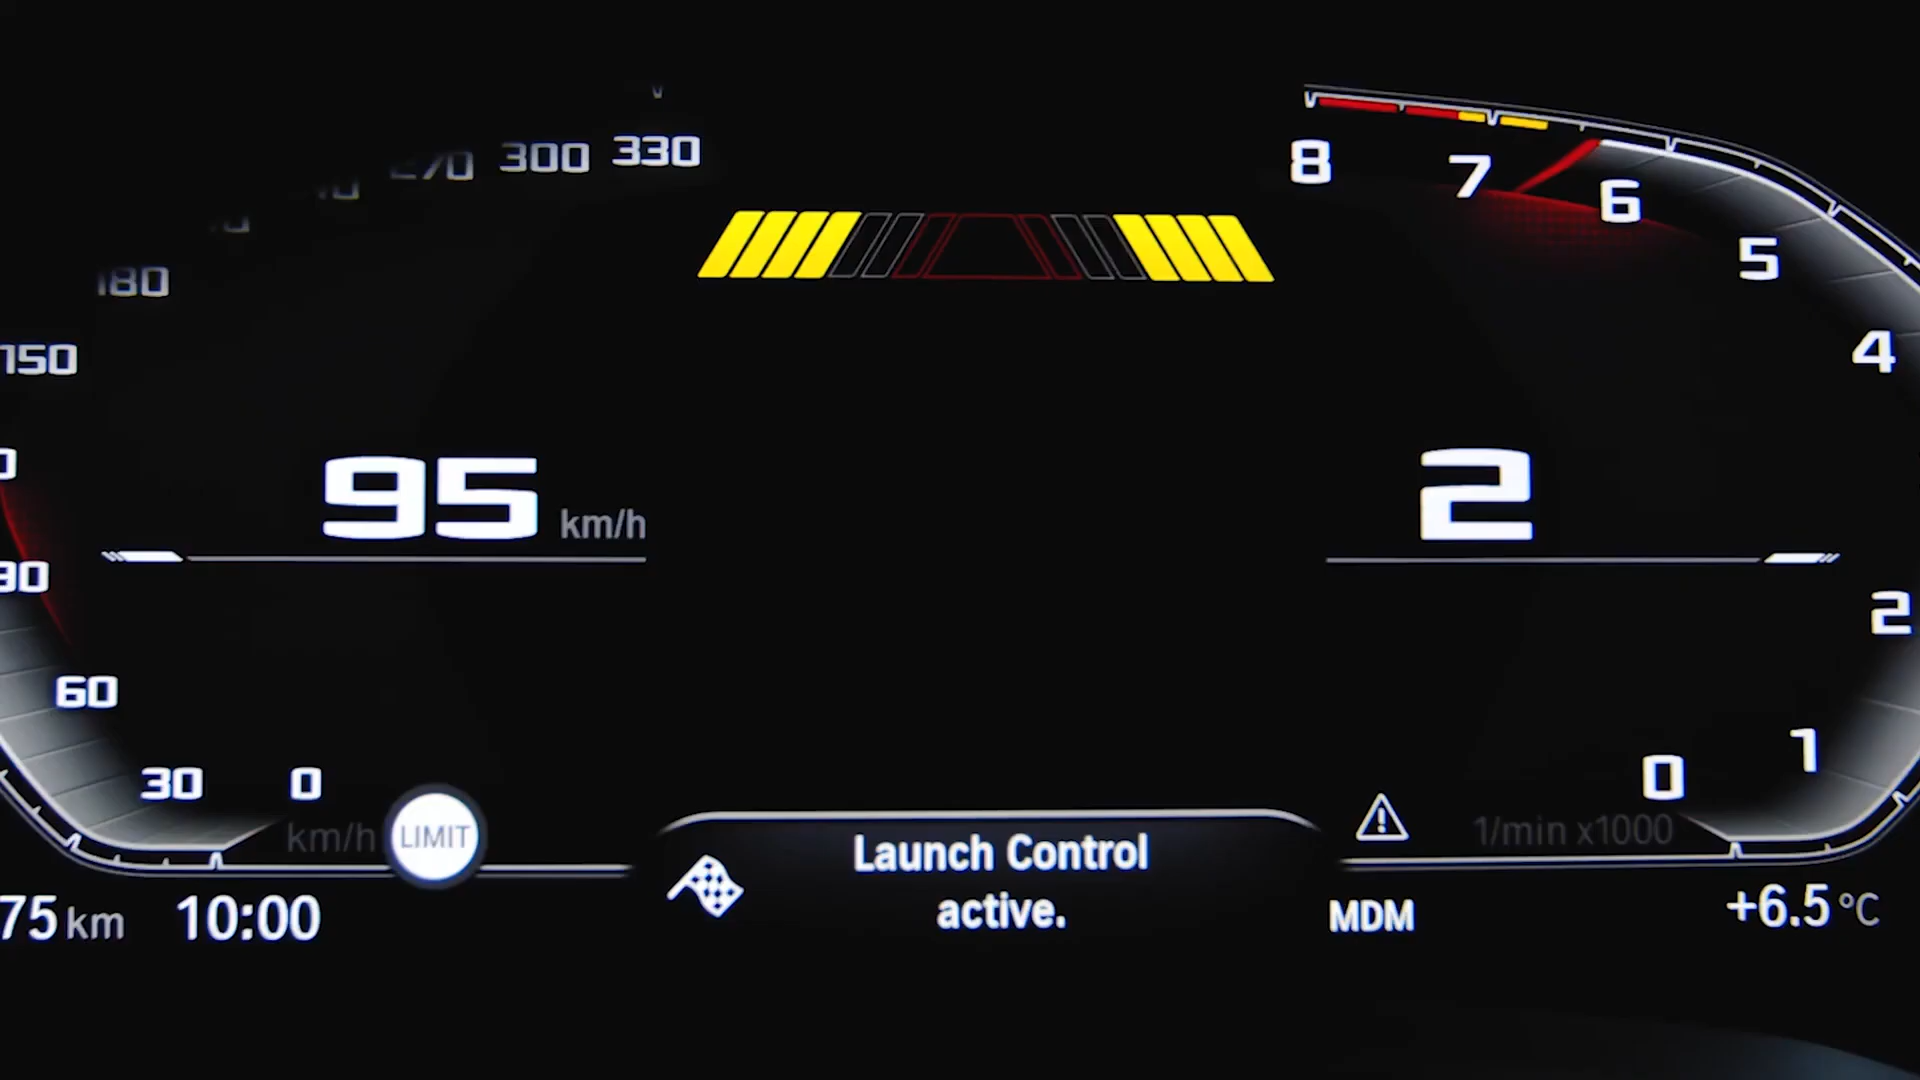 300 330
180
150
60
30 0
95 km/h
km/h
LIMIT
75 km 10:00
Launch Control
active.
8 7 6 5 4
2
2 1 0
1/min x1000
MDM
+6.5 °C